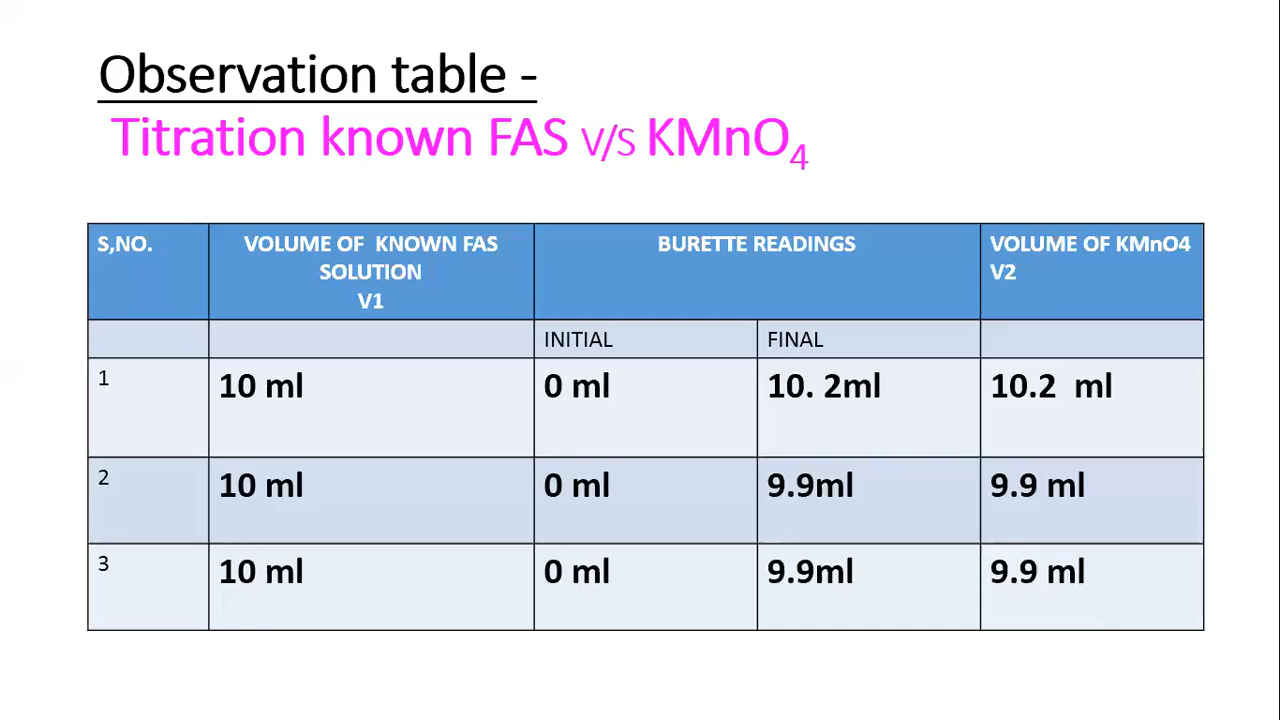 Observation table -
Titration known FAS V/S KMnO4
S,NO.
VOLUME OF KNOWN FAS
SOLUTION
V1
BURETTE READINGS
VOLUME OF KMnO4
V2
INITIAL
FINAL
1
10 ml
0 ml
10. 2ml
10.2 ml
2
10 ml
0 ml
9.9ml
9.9 ml
3
10 ml
0 ml
9.9ml
9.9 ml